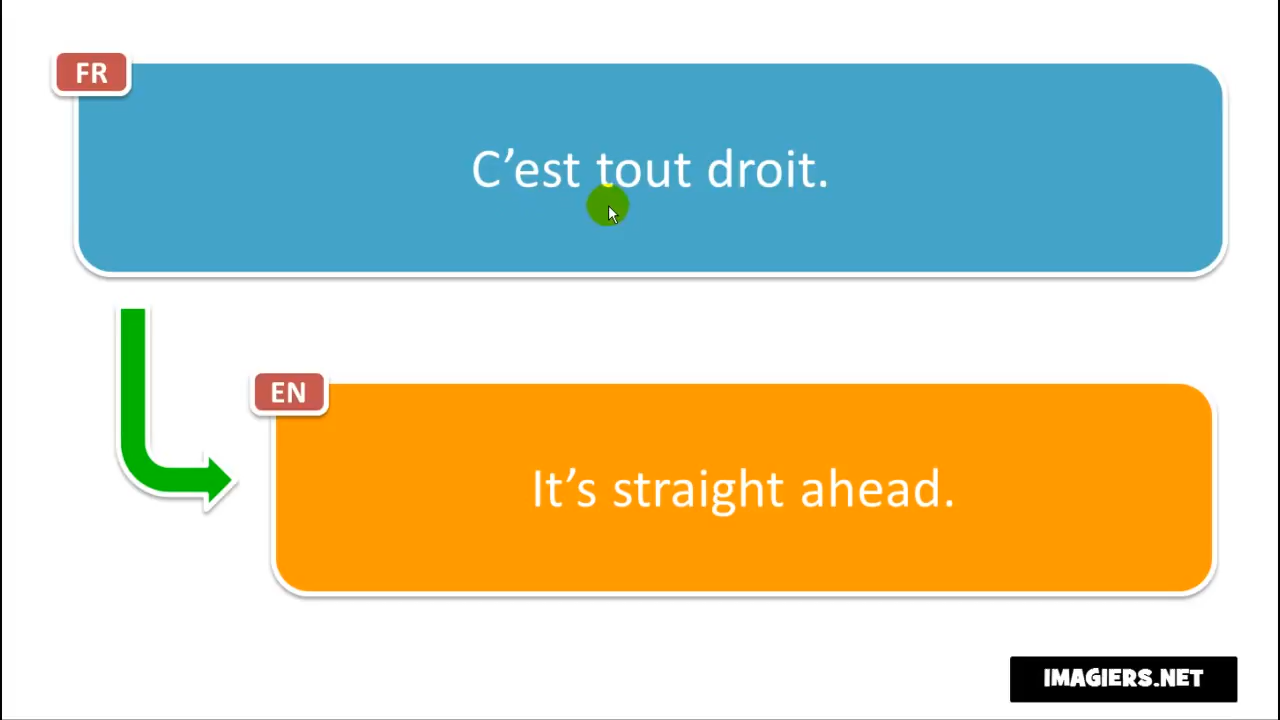 FR
C’est tout droit.
EN
It’s straight ahead.
IMAGIERS.NET